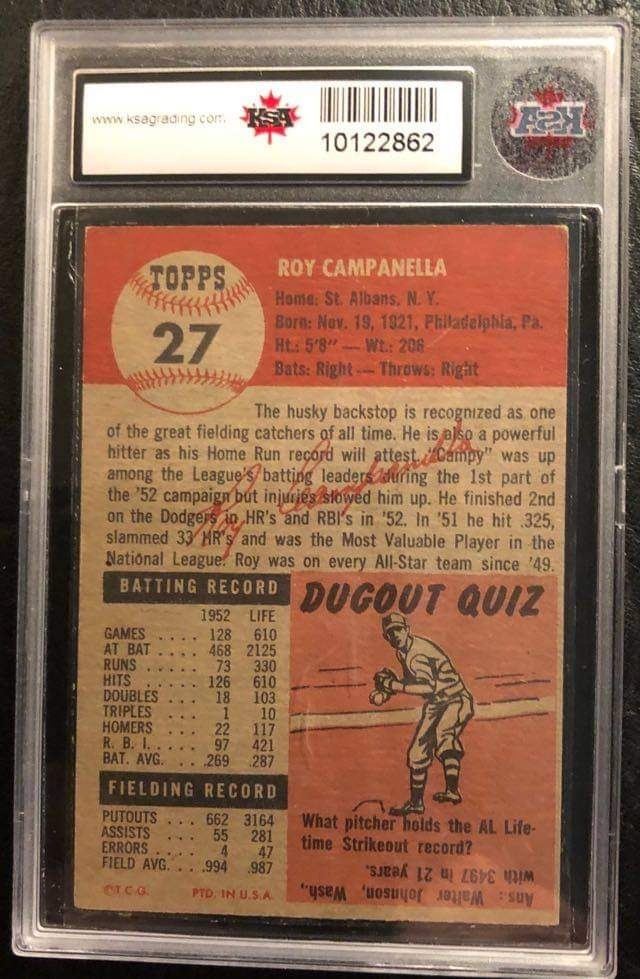 www.ksagrading.com
KSA
10122862
KSA
TOPPS
27
ROY CAMPANELLA
Home: St. Albans, N. Y.
Born: Nov. 19, 1921, Philadelphia, Pa.
Ht.: 5'8" — Wt.: 206
Bats: Right -- Throws: Right
The husky backstop is recognized as one
of the great fielding catchers of all time. He is also a powerful
hitter as his Home Run record will attest. "Campy" was up
among the League's batting leaders during the 1st part of
the '52 campaign but injuries slowed him up. He finished 2nd
on the Dodgers in HR's and RBI's in '52. In '51 he hit .325,
slammed 33 HR's and was the Most Valuable Player in the
National League. Roy was on every All-Star team since '49.
Roy Campanella
BATTING RECORD
1952 LIFE
GAMES .... 128 610
AT BAT .... 468 2125
RUNS ..... 73 330
HITS ..... 126 610
DOUBLES ... 18 103
TRIPLES ... 1 10
HOMERS ... 22 117
R. B. I. .... 97 421
BAT. AVG. .. .269 .287
FIELDING RECORD
PUTOUTS ... 662 3164
ASSISTS ... 55 281
ERRORS .... 4 47
FIELD AVG. .. .994 .987
©T.C.G. PTD. IN U.S.A.
DUGOUT QUIZ
What pitcher holds the AL Life-
time Strikeout record?
Ans: Walter Johnson, Wash.,
with 3497 in 21 years.